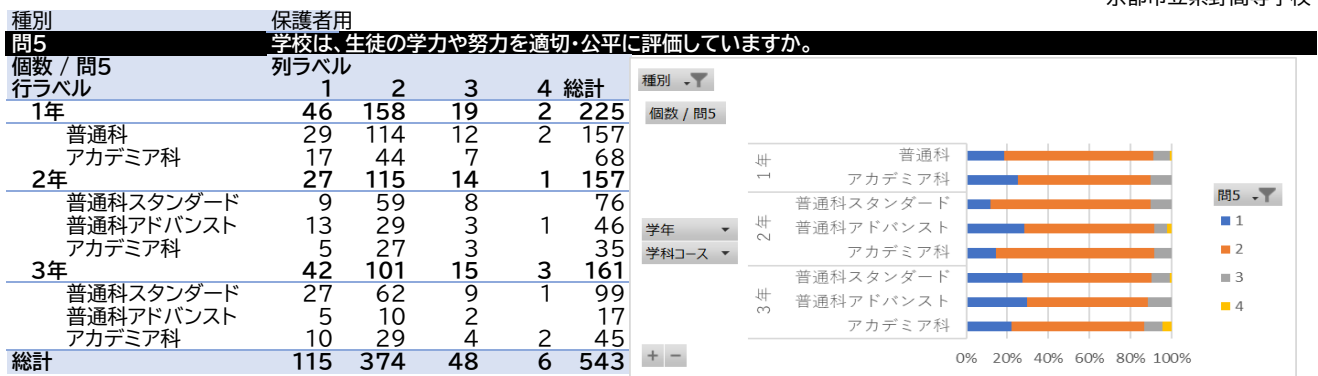 京都市立紫野高等学校
種別 保護者用
問5 学校は、生徒の学力や努力を適切・公平に評価していますか。
個数 / 問5 列ラベル
行ラベル 1 2 3 4 総計
1年 46 158 19 2 225
普通科 29 114 12 2 157
アカデミア科 17 44 7 68
2年 27 115 14 1 157
普通科スタンダード 9 59 8 76
普通科アドバンスト 13 29 3 1 46
アカデミア科 5 27 3 35
3年 42 101 15 3 161
普通科スタンダード 27 62 9 1 99
普通科アドバンスト 5 10 2 17
アカデミア科 10 29 4 2 45
総計 115 374 48 6 543
種別
個数 / 問5
学年
学科コース
1年
普通科
アカデミア科
2年
普通科スタンダード
普通科アドバンスト
アカデミア科
3年
普通科スタンダード
普通科アドバンスト
アカデミア科
0% 20% 40% 60% 80% 100%
問5
1
2
3
4
+ −